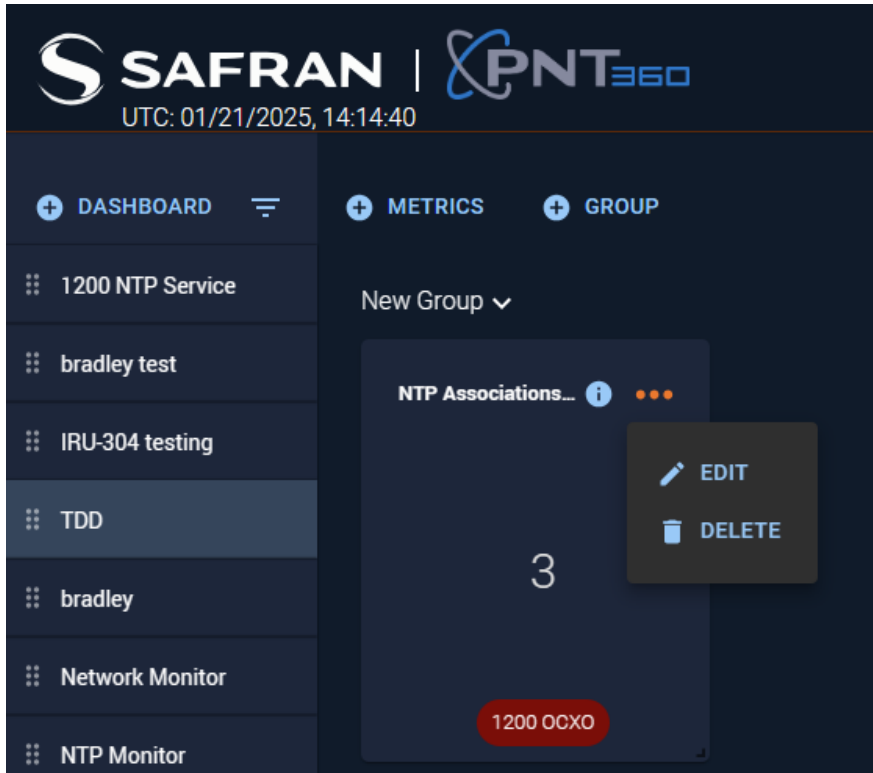 SAFRAN | PNT360
UTC: 01/21/2025, 14:14:40
DASHBOARD
METRICS
GROUP
1200 NTP Service
bradley test
IRU-304 testing
TDD
bradley
Network Monitor
NTP Monitor
New Group
NTP Associations...
EDIT
DELETE
3
1200 OCXO